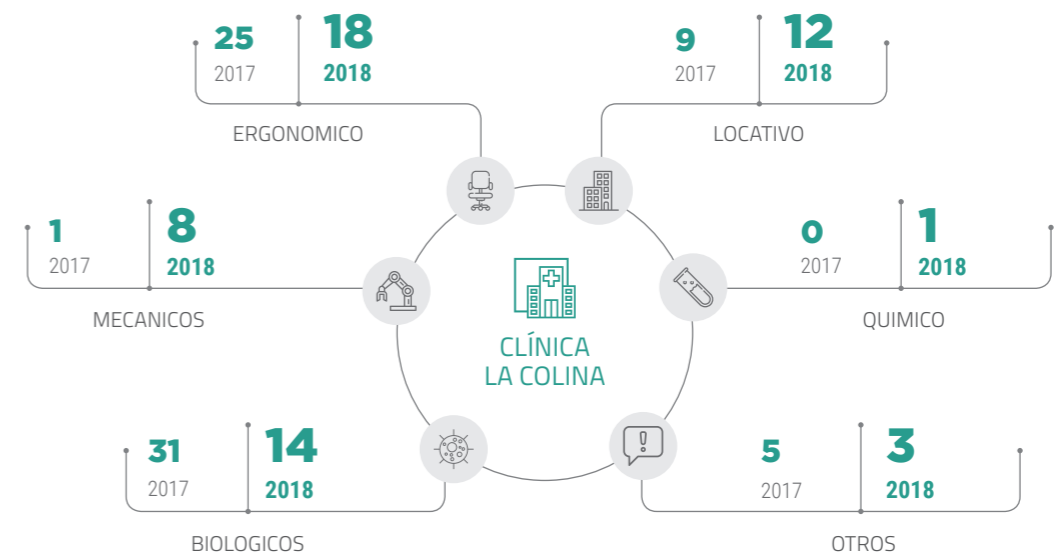 25 18
2017 2018
ERGONOMICO
9 12
2017 2018
LOCATIVO
1 8
2017 2018
MECANICOS
0 1
2017 2018
QUIMICO
CLÍNICA
LA COLINA
31 14
2017 2018
BIOLOGICOS
5 3
2017 2018
OTROS